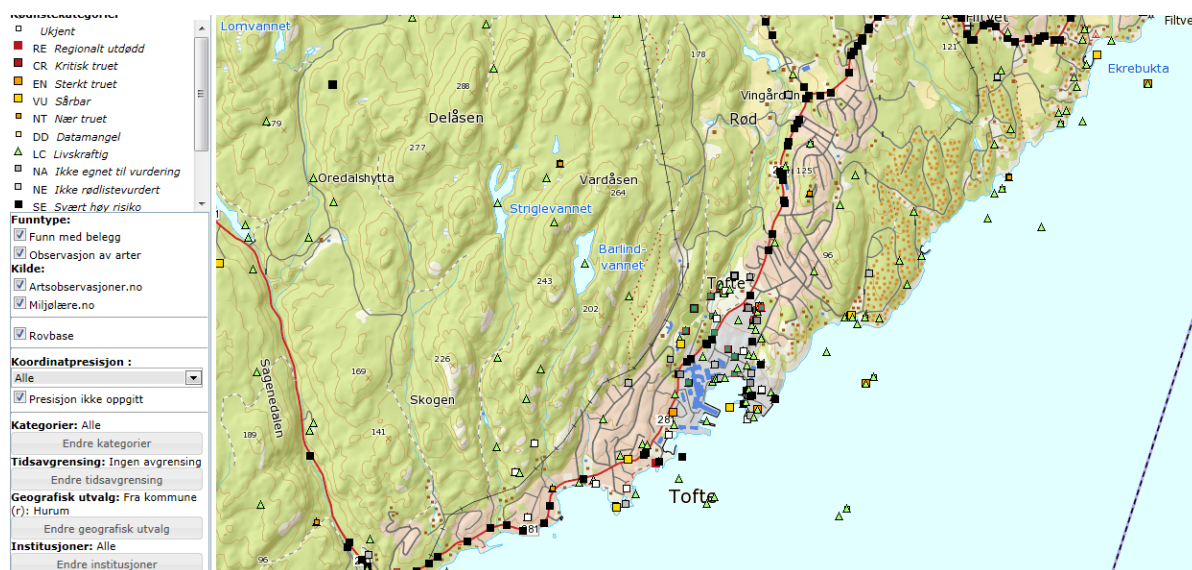 Rødlistekategorier
Ukjent
RE Regionalt utdødd
CR Kritisk truet
EN Sterkt truet
VU Sårbar
NT Nær truet
DD Datamangel
LC Livskraftig
NA Ikke egnet til vurdering
NE Ikke rødlistevurdert
SE Svært høy risiko
Funntype:
Funn med belegg
Observasjon av arter
Kilde:
Artsobservasjoner.no
Miljølære.no
Rovbase
Koordinatpresisjon :
Alle
Presisjon ikke oppgitt
Kategorier: Alle
Endre kategorier
Tidsavgrensing: Ingen avgrensing
Endre tidsavgrensing
Geografisk utvalg: Fra kommune
(r): Hurum
Endre geografisk utvalg
Institusjoner: Alle
Endre institusjoner
Lomvannet
Filtvet
Filtve
178
121
Ekrebukta
288
Vingården
Delåsen
Rød
277
Oredalshytta
Vardåsen
264
125
Striglevannet
Barlind-
vannet
96
243
Tofte
202
Sagenedalen
226
169
Skogen
189
141
28
Tofte
281
96